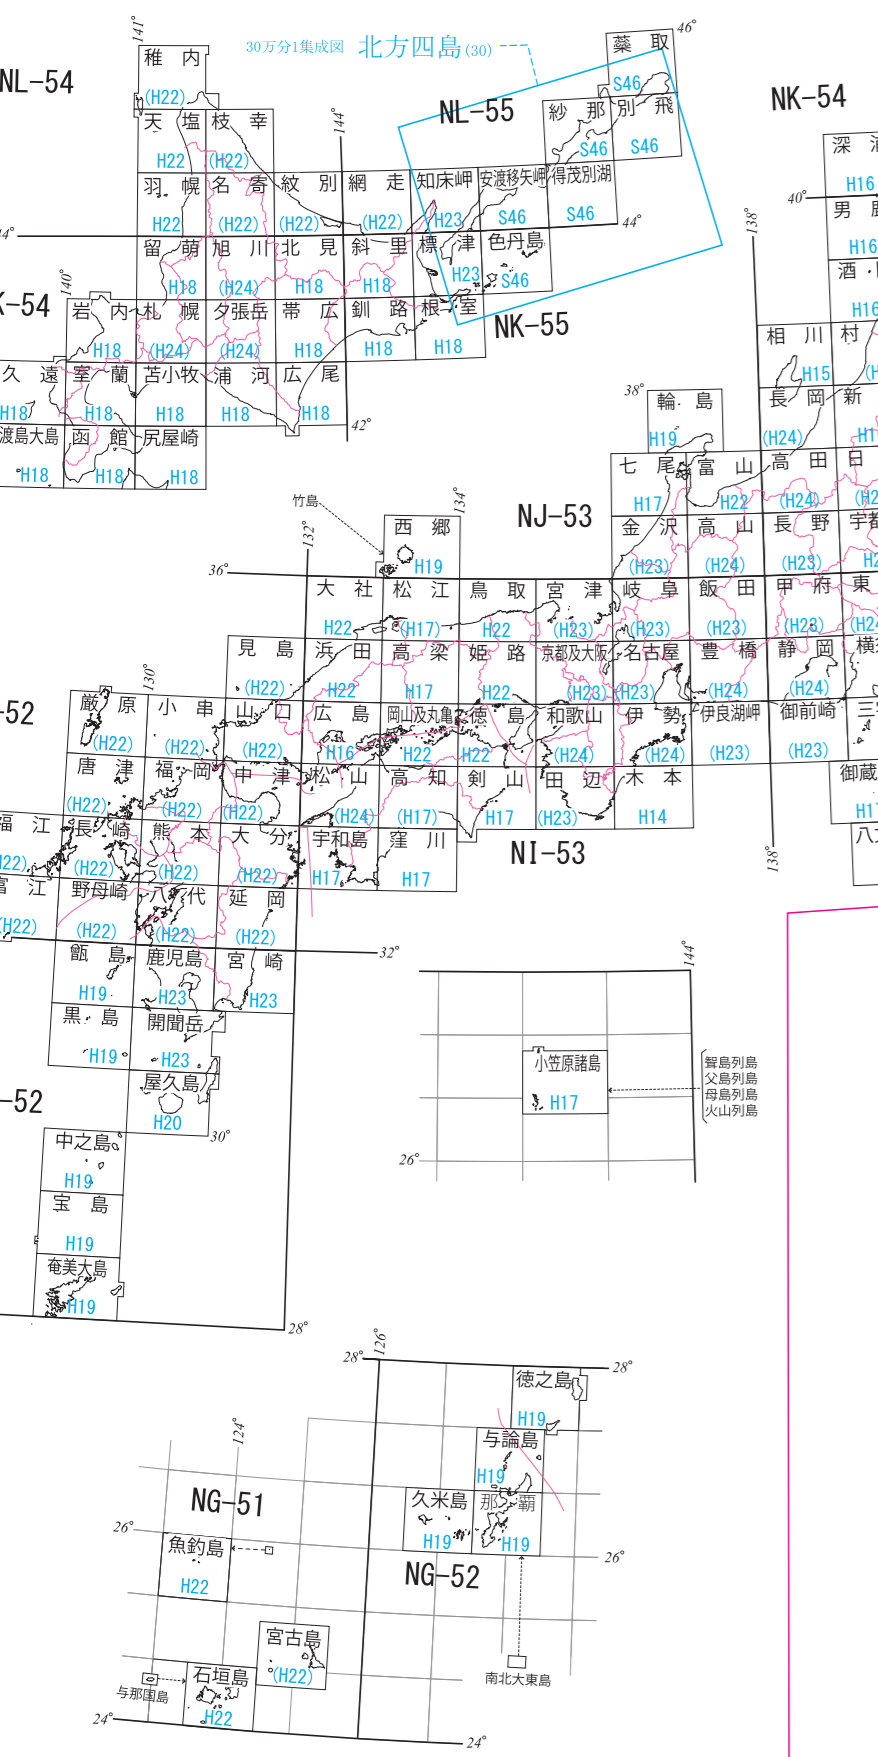 30万分1集成図 北方四島(30)
141°
46°
NL-54
NL-55
NK-54
稚内
(H22)
蘂取
S46
天塩 枝幸
H22 (H22)
144°
紗那 別飛
S46 S46
深
H16
羽幌 名寄 紋別 網走 知床岬 安渡移矢岬 得茂別湖
H22 (H22) (H22) (H22) H23 S46 S46
40°
138°
44°
44°
男
H16
留萌 旭川 北見 斜里 標津 色丹島
H18 (H24) H18 H18 H23 S46
140°
酒
H16
K-54
岩内 札幌 夕張岳 帯広 釧路 根室
H18 (H24) (H24) H18 H18 H18
NK-55
相川 村
H15
久遠 室蘭 苫小牧 浦河 広尾
H18 H18 H18 H18 H18
42°
38°
輪島
H19
長岡 新
(H24)
渡島大島 函館 尻屋崎
H18 H18 H18
七尾 富山 高田 日
H17 H22 (H24)
竹島
132°
134°
西郷
H19
NJ-53
金沢 高山 長野 宇都
(H23) (H24) (H23)
36°
大社 松江 鳥取 宮津 岐阜 飯田 甲府 東
H22 (H17) H22 (H23) (H23) (H23) (H23)
見島 浜田 高梁 姫路 京都及大阪 名古屋 豊橋 静岡 横
(H22) H22 H17 H22 (H23) (H23) (H24) (H24)
130°
-52
厳原 小串 山口 広島 岡山及丸亀 徳島 和歌山 伊勢 伊良湖岬 御前崎 三
(H22) (H22) (H22) H16 H22 H22 (H24) (H24) (H23) (H23)
唐津 福岡 中津 松山 高知 剣山 田辺 木本 御蔵
(H22) (H22) (H22) (H24) (H17) H17 (H23) H14
福江 長崎 熊本 大分 宇和島 窪川
(H22) (H22) (H22) H17 H17
NI-53
138°
八
富江 野母崎 八代 延岡
(H22) (H22) (H22) (H22)
32°
144°
甑島 鹿児島 宮崎
H19 H23 H23
黒島 開聞岳
H19 H23
小笠原諸島
H17
聟島列島
父島列島
母島列島
火山列島
屋久島
H20
-52
30°
26°
中之島
H19
宝島
H19
奄美大島
H19
28°
28°
126°
28°
徳之島
H19
124°
与論島
H19
NG-51
久米島 那覇
H19 H19
26°
26°
魚釣島
H22
NG-52
宮古島
(H22)
南北大東島
石垣島
H22
与那国島
24°
24°